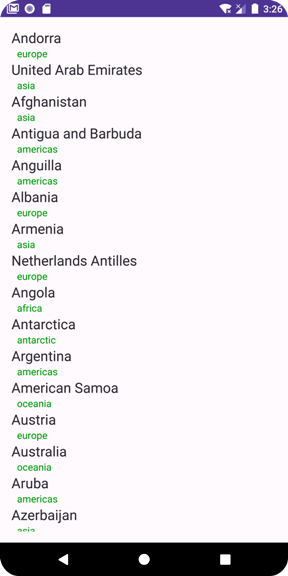 3:26
Andorra
europe
United Arab Emirates
asia
Afghanistan
asia
Antigua and Barbuda
americas
Anguilla
americas
Albania
europe
Armenia
asia
Netherlands Antilles
europe
Angola
africa
Antarctica
antarctic
Argentina
americas
American Samoa
oceania
Austria
europe
Australia
oceania
Aruba
americas
Azerbaijan
asia